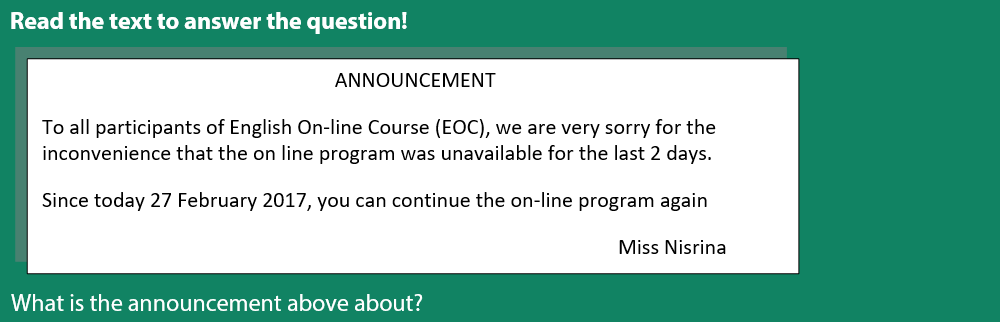 Read the text to answer the question!
ANNOUNCEMENT
To all participants of English On-line Course (EOC), we are very sorry for the
inconvenience that the on line program was unavailable for the last 2 days.
Since today 27 February 2017, you can continue the on-line program again
Miss Nisrina
What is the announcement above about?